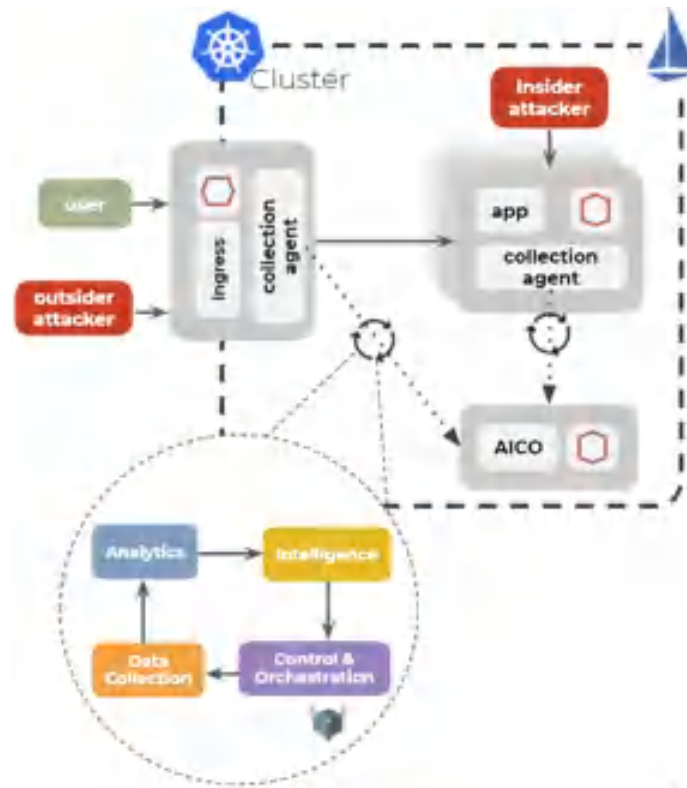 Cluster
Insider
attacker
user
outsider
attacker
Ingress
collection
agent
app
collection
agent
AICO
Analytics
Intelligence
Data
Collection
Control &
Orchestration